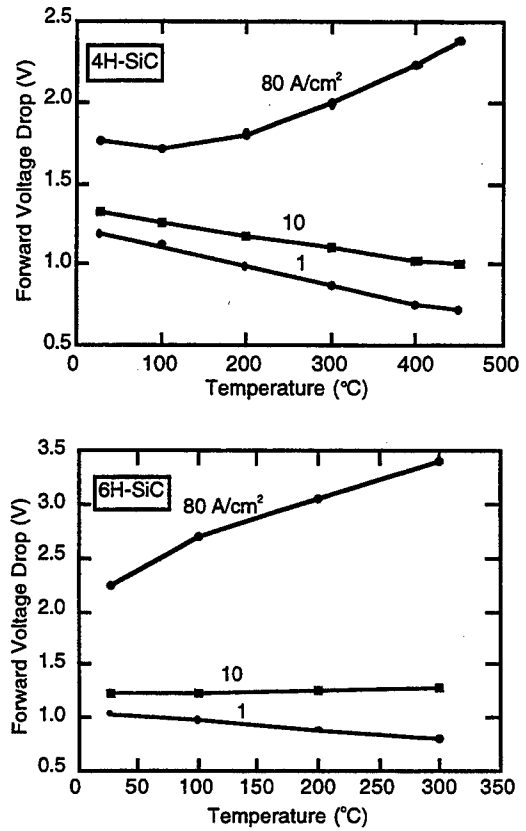 2.5
4H-SiC
80 A/cm²
2.0
Forward Voltage Drop (V)
1.5
10
1.0
1
0.5
0 100 200 300 400 500
Temperature (°C)
3.5
6H-SiC
80 A/cm²
3.0
2.5
Forward Voltage Drop (V)
2.0
1.5
10
1
1.0
0.5
0 50 100 150 200 250 300 350
Temperature (°C)